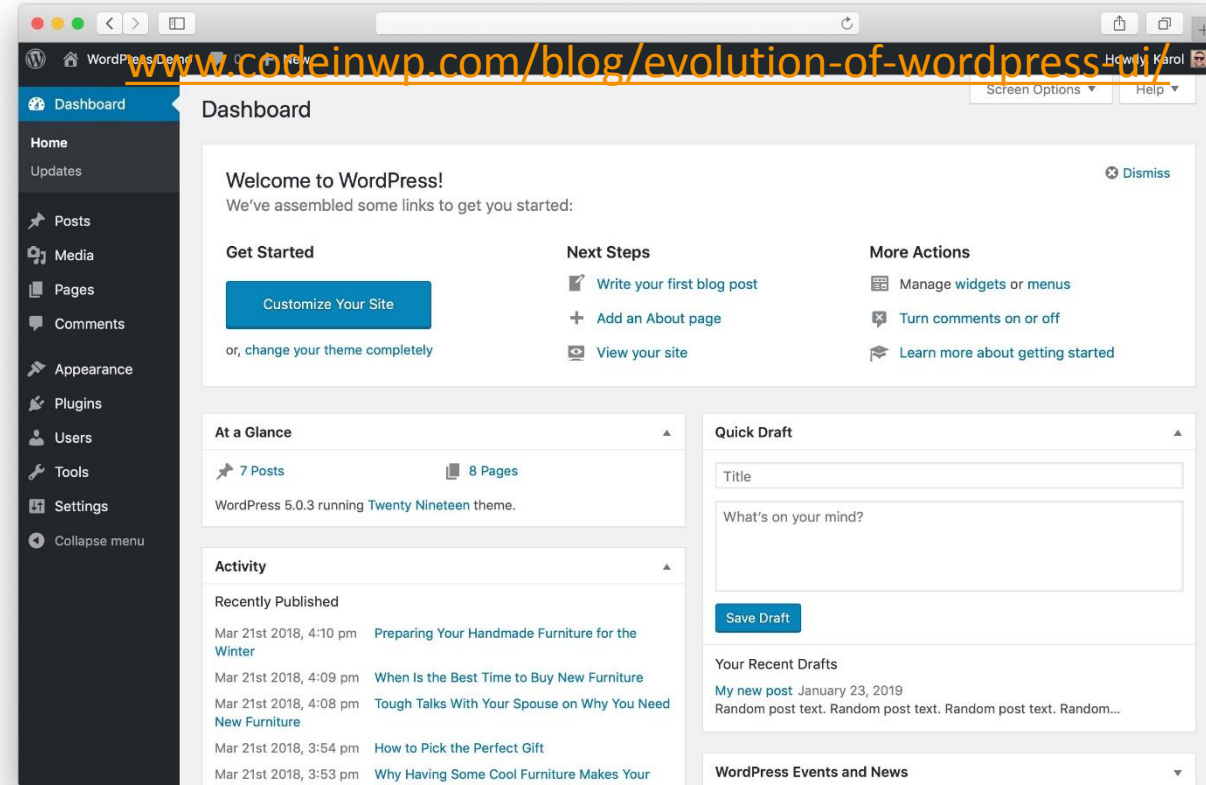 www.codeinwp.com/blog/evolution-of-wordpress-ui/
WordPress Demo 0 + New Howdy, Karol
Screen Options Help
Dashboard
Dashboard
Home
Updates
Posts
Media
Pages
Comments
Appearance
Plugins
Users
Tools
Settings
Collapse menu
Welcome to WordPress!
Dismiss
We've assembled some links to get you started:
Get Started
Customize Your Site
or, change your theme completely
Next Steps
Write your first blog post
Add an About page
View your site
More Actions
Manage widgets or menus
Turn comments on or off
Learn more about getting started
At a Glance
7 Posts 8 Pages
WordPress 5.0.3 running Twenty Nineteen theme.
Activity
Recently Published
Mar 21st 2018, 4:10 pm Preparing Your Handmade Furniture for the
Winter
Mar 21st 2018, 4:09 pm When Is the Best Time to Buy New Furniture
Mar 21st 2018, 4:08 pm Tough Talks With Your Spouse on Why You Need
New Furniture
Mar 21st 2018, 3:54 pm How to Pick the Perfect Gift
Mar 21st 2018, 3:53 pm Why Having Some Cool Furniture Makes Your
Quick Draft
Title
What's on your mind?
Save Draft
Your Recent Drafts
My new post January 23, 2019
Random post text. Random post text. Random post text. Random...
WordPress Events and News